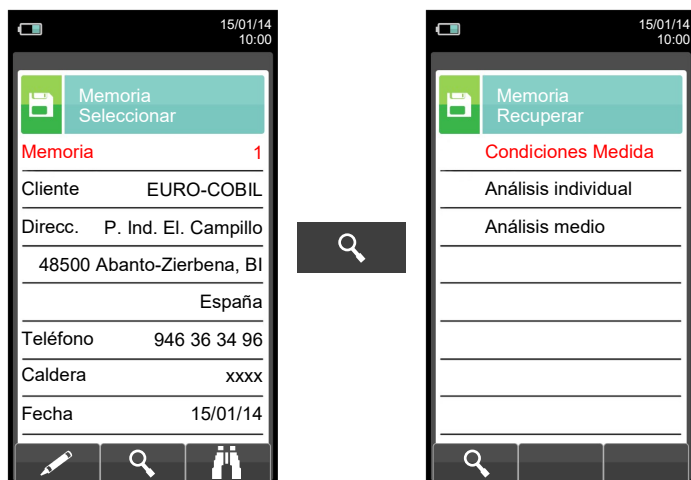 15/01/14
10:00
Memoria
Seleccionar
Memoria 1
Cliente EURO-COBIL
Direcc. P. Ind. El. Campillo
48500 Abanto-Zierbena, BI
España
Teléfono 946 36 34 96
Caldera xxxx
Fecha 15/01/14
15/01/14
10:00
Memoria
Recuperar
Condiciones Medida
Análisis individual
Análisis medio